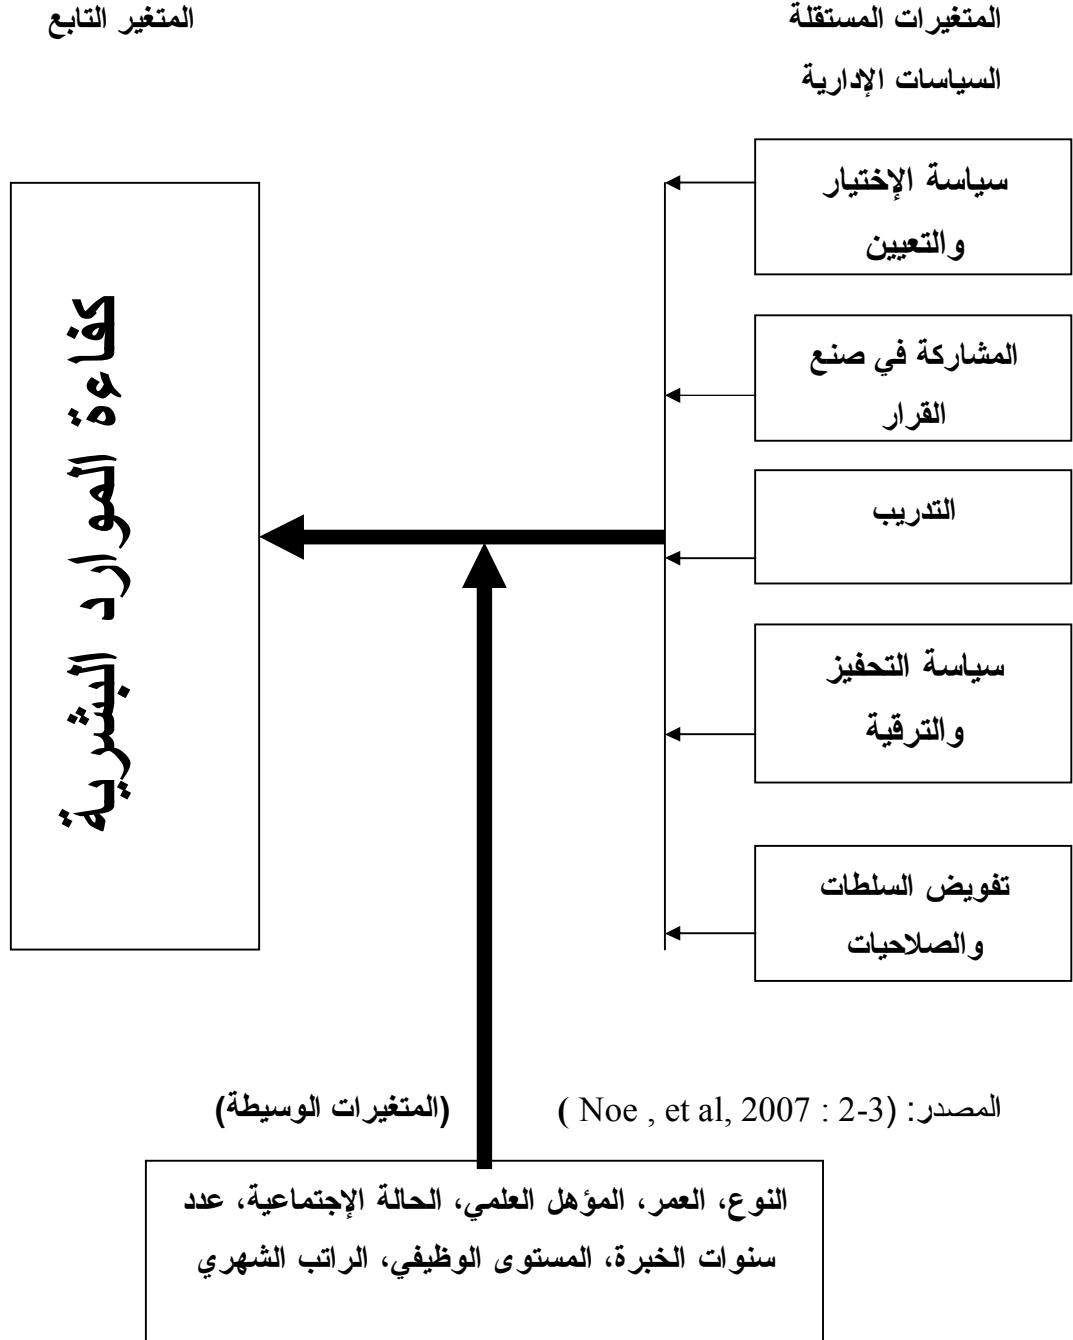 المتغيرات المستقلة
المتغير التابع
السياسات الإدارية
سياسة الإختيار
والتعيين
المشاركة في صنع
القرار
التدريب
سياسة التحفيز
والترقية
تفويض السلطات
والصلاحيات
كفاءة الموارد البشرية
المصدر: (Noe , et al, 2007 : 2-3 )
(المتغيرات الوسيطة)
النوع، العمر، المؤهل العلمي، الحالة الإجتماعية، عدد
سنوات الخبرة، المستوى الوظيفي، الراتب الشهري